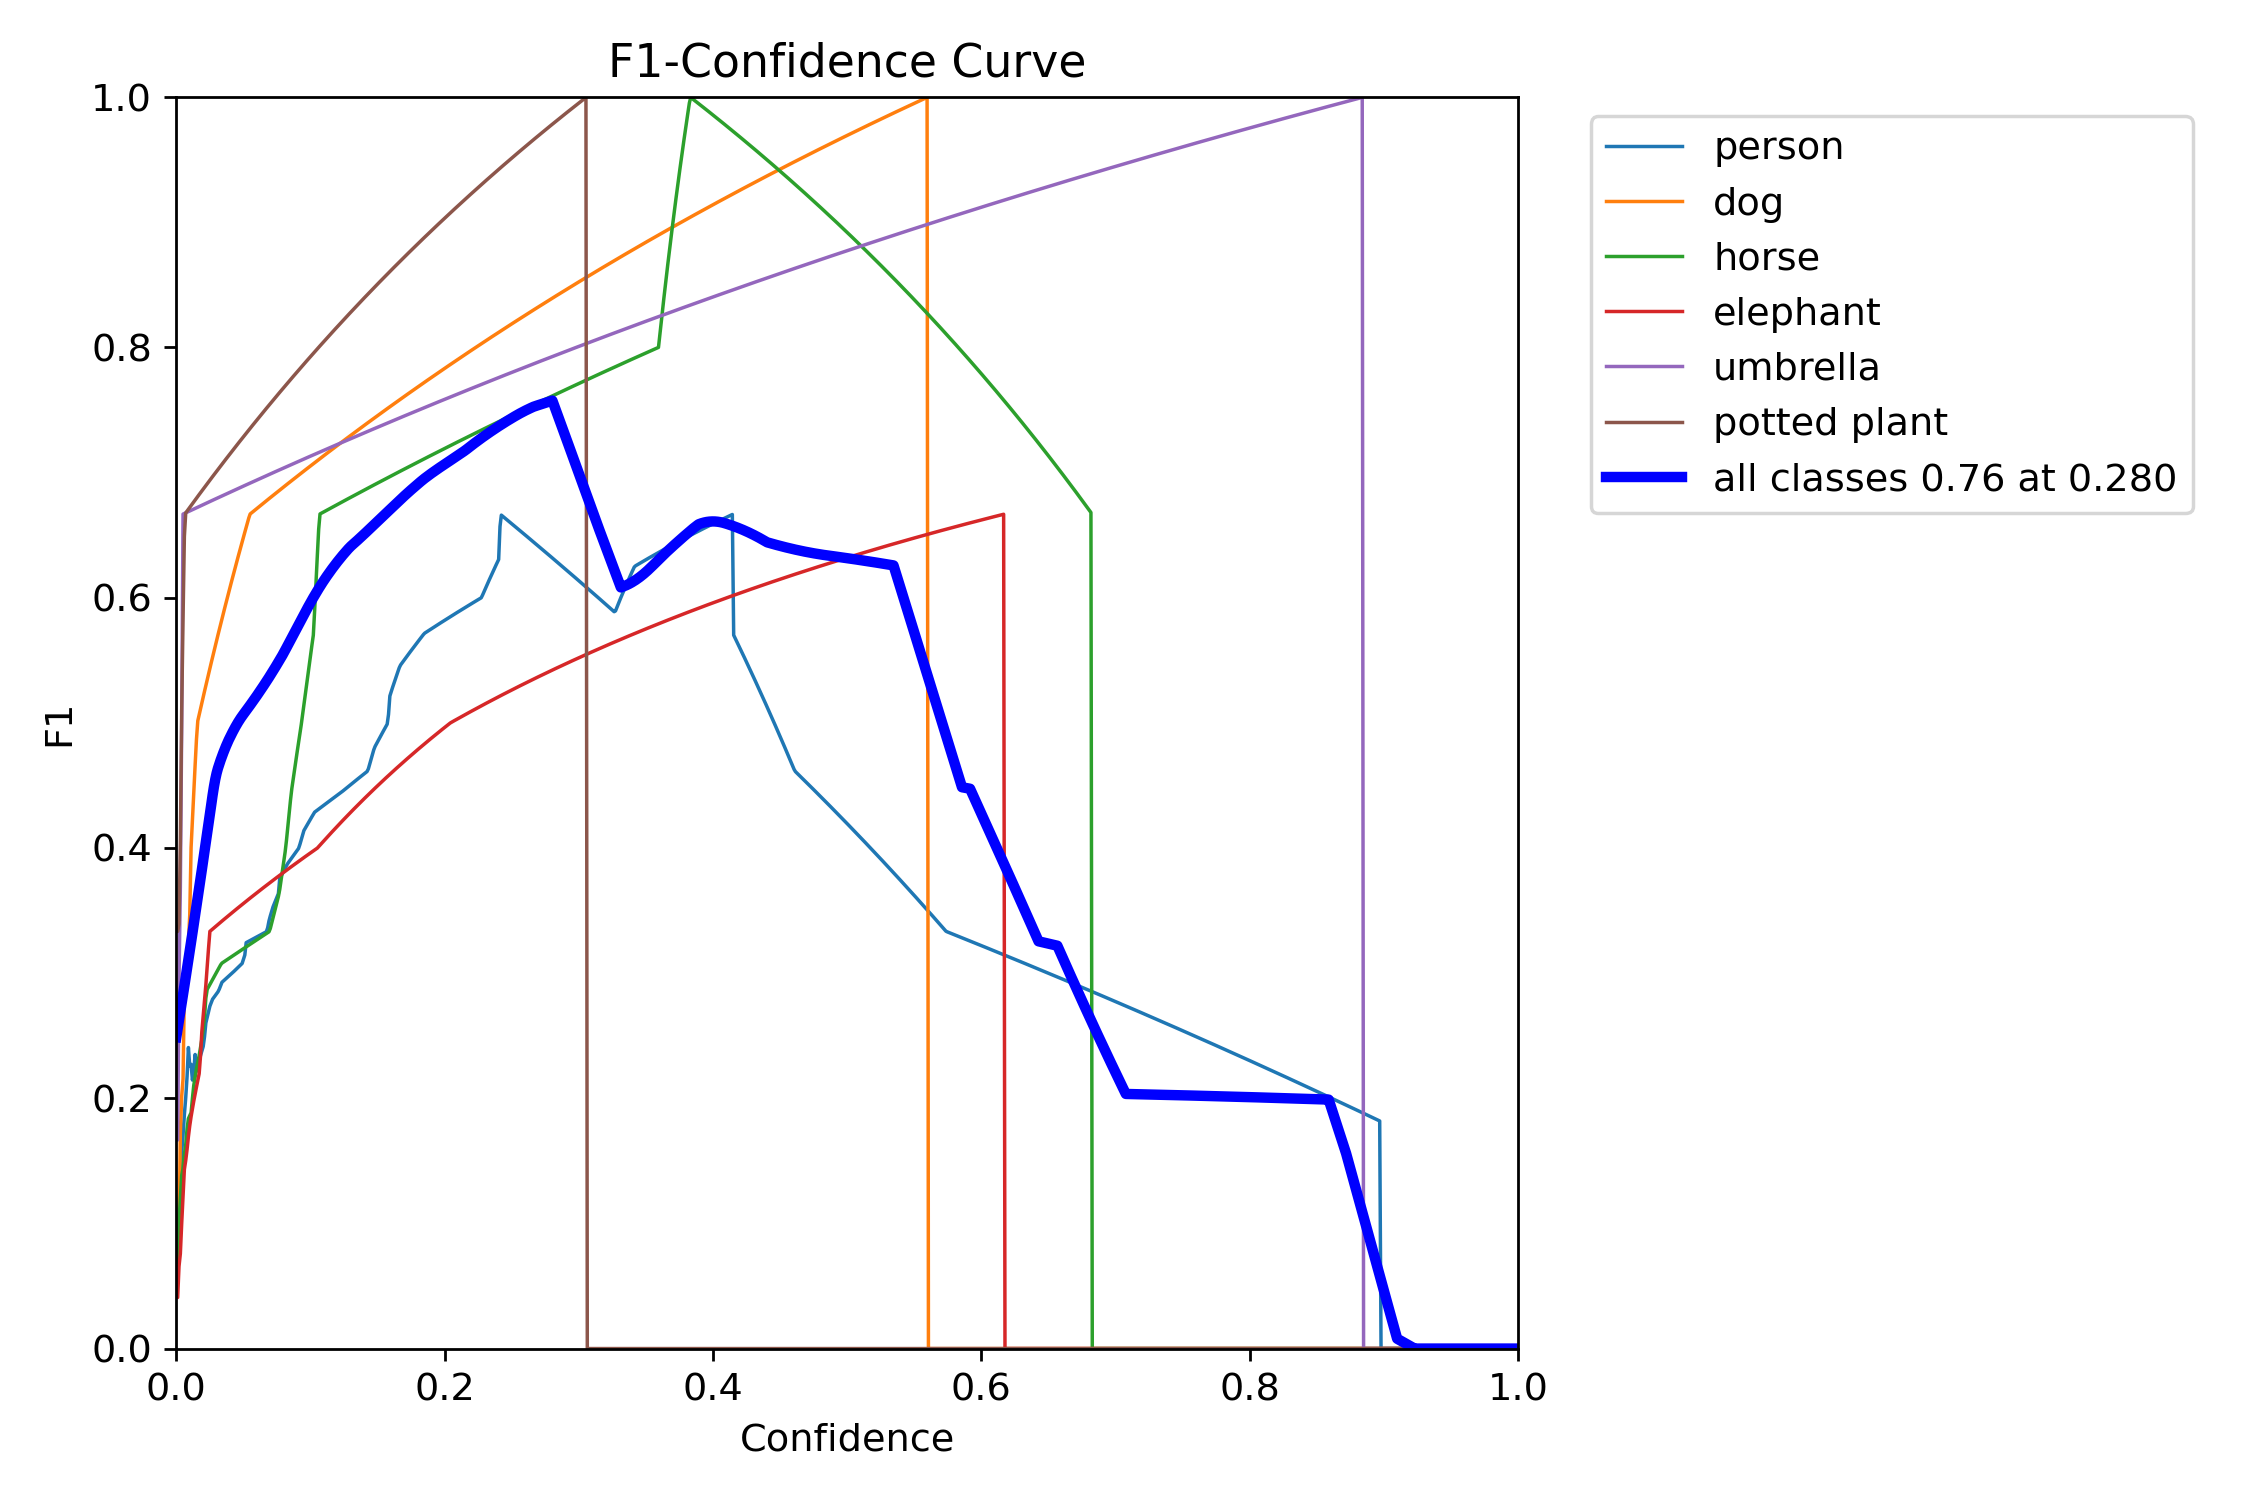 F1-Confidence Curve
1.0
0.8
0.6
0.4
0.2
0.0
F1
0.0 0.2 0.4 0.6 0.8 1.0
Confidence
person
dog
horse
elephant
umbrella
potted plant
all classes 0.76 at 0.280